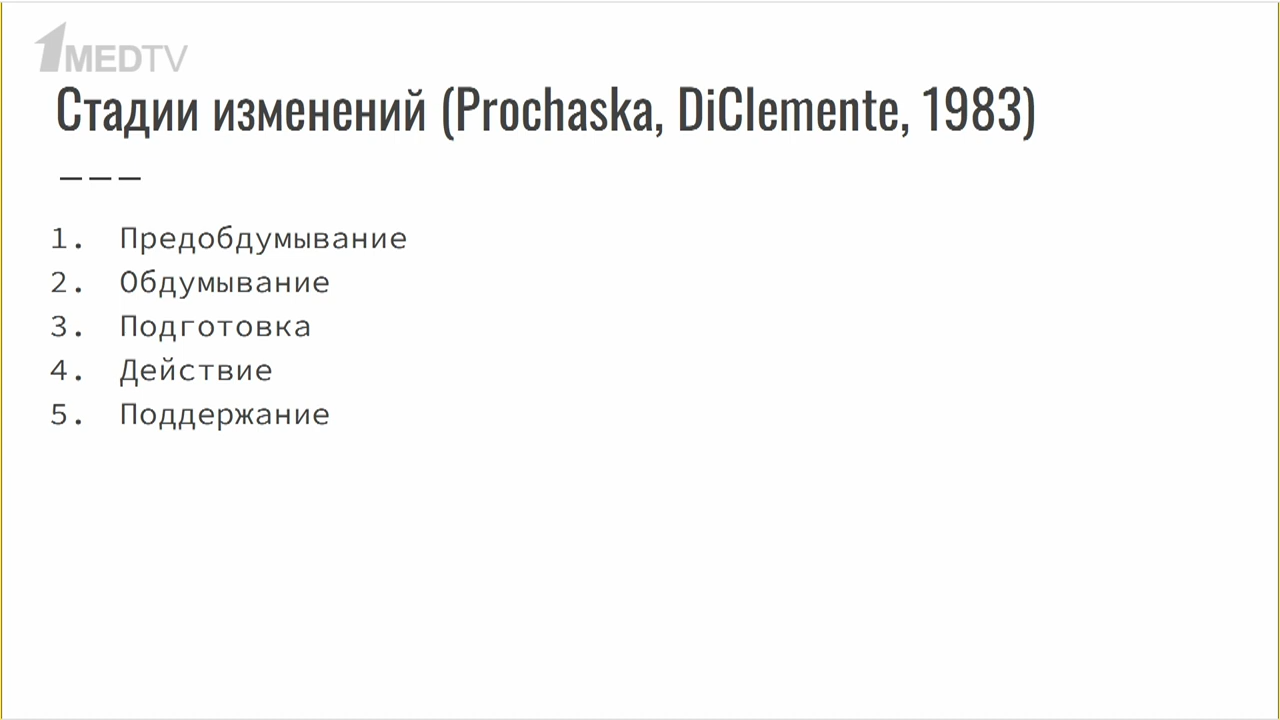 1MEDTV
Стадии изменений (Prochaska, DiClemente, 1983)
1. Предобдумывание
2. Обдумывание
3. Подготовка
4. Действие
5. Поддержание